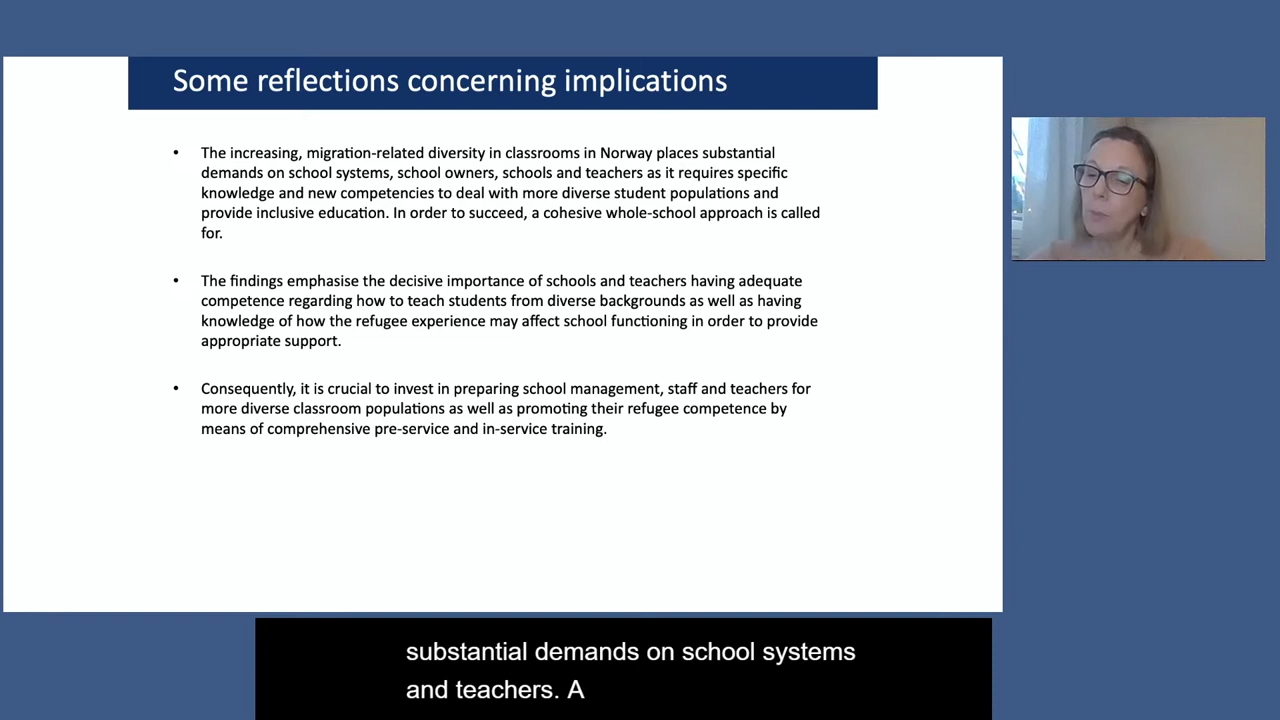 Some reflections concerning implications
• The increasing, migration-related diversity in classrooms in Norway places substantial
demands on school systems, school owners, schools and teachers as it requires specific
knowledge and new competencies to deal with more diverse student populations and
provide inclusive education. In order to succeed, a cohesive whole-school approach is called
for.
• The findings emphasise the decisive importance of schools and teachers having adequate
competence regarding how to teach students from diverse backgrounds as well as having
knowledge of how the refugee experience may affect school functioning in order to provide
appropriate support.
• Consequently, it is crucial to invest in preparing school management, staff and teachers for
more diverse classroom populations as well as promoting their refugee competence by
means of comprehensive pre-service and in-service training.
substantial demands on school systems
and teachers. A